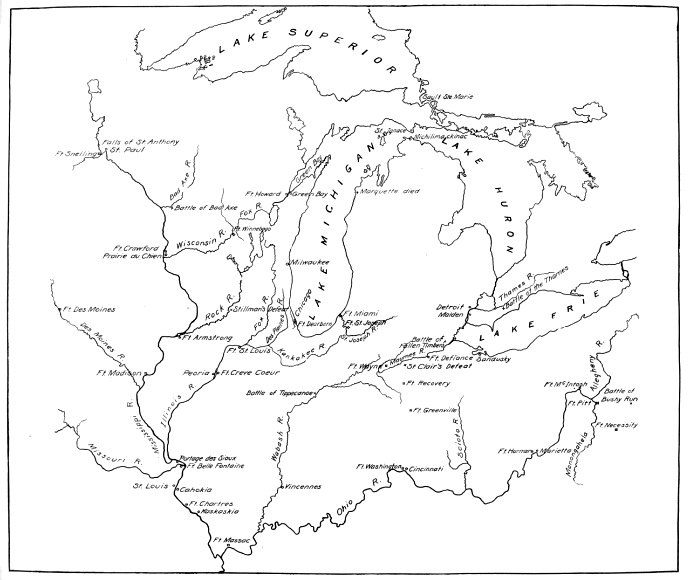 LAKE SUPERIOR
Sault Ste Marie
St. Ignace
Michilimackinac
LAKE HURON
LAKE MICHIGAN
Falls of St Anthony
St. Paul
Ft. Snelling
Bad Axe R.
Battle of Bad Axe
Green Bay
Ft. Howard
Green Bay
Marquette died
Fox R.
Ft. Winnebago
Wisconsin R.
Ft. Crawford
Prairie du Chien
Milwaukee
Thames R.
Battle of the Thames
Detroit
Malden
LAKE ERIE
Ft. Des Moines
Des Moines R.
Rock R.
Stillman's Defeat
Fox R.
Des Plaines R.
Chicago
Ft. Dearborn
Ft Miami
Ft. St. Joseph
St. Joseph R.
Ft Armstrong
Ft St Louis
Kankakee R.
Battle of
Fallen Timbers
Maumee R.
Sandusky
Ft. Defiance
Ft. Wayne
St Clair's Defeat
Ft. Madison
Peoria
Ft Creve Coeur
Ft. Recovery
Battle of Tippecanoe
Ft. Greenville
Allegheny R.
Ft. McIntosh
Ft. Pitt
Battle of
Bushy Run
Ft. Necessity
Monongahela
Mississippi R.
Illinois R.
Wabash R.
Scioto R.
Ft Harmar
Marietta
Missouri R.
Portage des Sioux
Ft Belle Fontaine
Ft. Washington
Cincinnati
St. Louis
Cahokia
Vincennes
Ohio R.
Ft Chartres
Kaskaskia
Ft. Massac